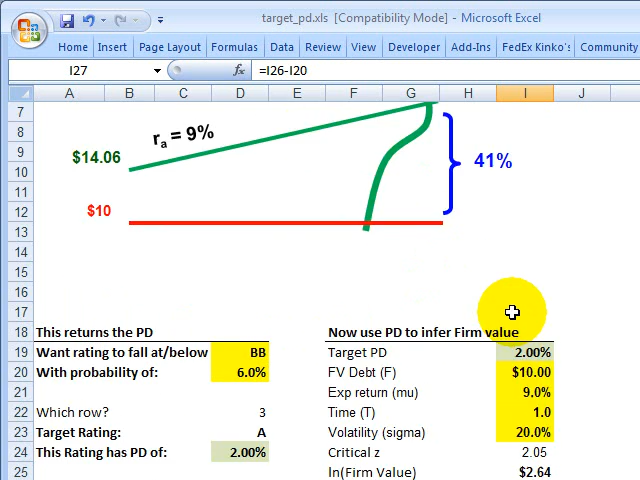 target_pd.xls [Compatibility Mode] - Microsoft Excel
Home Insert Page Layout Formulas Data Review View Developer Add-Ins FedEx Kinko's Community
I27 fx =I26-I20
A B C D E F G H I J
7
8 ra = 9%
9 $14.06 41%
10
11
12 $10
13
14
15
16
17
18 This returns the PD Now use PD to infer Firm value
19 Want rating to fall at/below BB Target PD 2.00%
20 With probability of: 6.0% FV Debt (F) $10.00
21 Exp return (mu) 9.0%
22 Which row? 3 Time (T) 1.0
23 Target Rating: A Volatility (sigma) 20.0%
24 This Rating has PD of: 2.00% Critical z 2.05
25 ln(Firm Value) $2.64